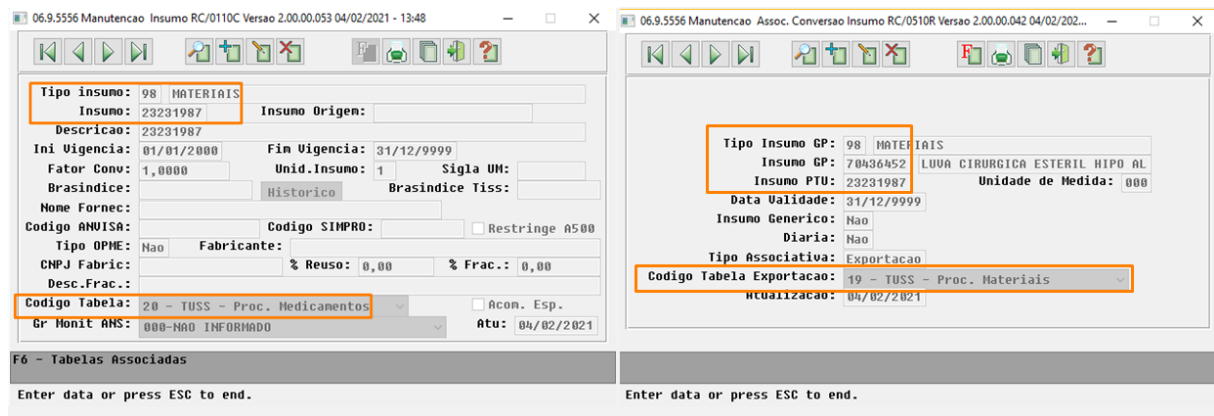 06.9.5556 Manutencao Insumo RC/0110C Versao 2.00.00.053 04/02/2021 - 13:48
Tipo insumo: 98 MATERIAIS
Insumo: 23231987 Insumo Origem:
Descricao: 23231987
Ini Vigencia: 01/01/2000 Fim Vigencia: 31/12/9999
Fator Conv: 1,0000 Unid.Insumo: 1 Sigla UM:
Brasindice: Historico Brasindice Tiss:
Nome Fornec:
Codigo ANVISA: Codigo SIMPRO: Restringe A500
Tipo OPME: Nao Fabricante:
CNPJ Fabric: % Reuso: 0,00 % Frac.: 0,00
Desc.Frac.:
Codigo Tabela: 20 - TUSS - Proc. Medicamentos Acom. Esp.
Gr Monit ANS: 000-NAO INFORMADO Atu: 04/02/2021
F6 - Tabelas Associadas
Enter data or press ESC to end.
06.9.5556 Manutencao Assoc. Conversao Insumo RC/0510R Versao 2.00.00.042 04/02/202...
Tipo Insumo GP: 98 MATERIAIS
Insumo GP: 70436452 LUVA CIRURGICA ESTERIL HIPO AL
Insumo PTU: 23231987 Unidade de Medida: 000
Data Validade: 31/12/9999
Insumo Generico: Nao
Diaria: Nao
Tipo Associativa: Exportacao
Codigo Tabela Exportacao: 19 - TUSS - Proc. Materiais
Atualizacao: 04/02/2021
Enter data or press ESC to end.